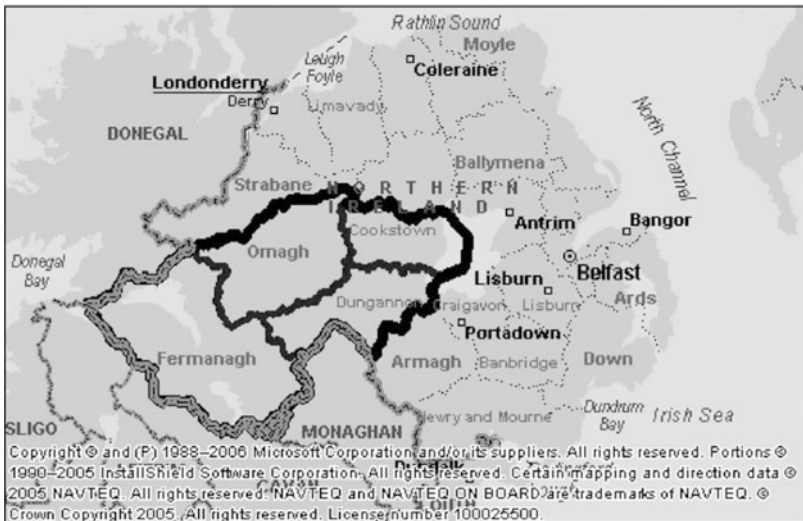 Rathlin Sound
Moyle
Lough
Foyle
Coleraine
Londonderry
Derry
Limavady
DONEGAL
North Channel
Ballymena
Strabane
NORTHERN
IRELAND
Antrim
Bangor
Cookstown
Omagh
Donegal
Bay
Belfast
Lisburn
Ards
Dungannon
Craigavon
Lisburn
Portadown
Fermanagh
Armagh
Banbridge
Down
Newry and Mourne
Dundrum
Bay
Irish Sea
SLIGO
MONAGHAN
Copyright © and (P) 1988–2006 Microsoft Corporation and/or its suppliers. All rights reserved. Portions ©
1990–2005 InstallShield Software Corporation. All rights reserved. Certain mapping and direction data ©
2005 NAVTEQ. All rights reserved. NAVTEQ and NAVTEQ ON BOARD are trademarks of NAVTEQ. ©
Crown Copyright 2005. All rights reserved. License number 100025500.
CAVAN